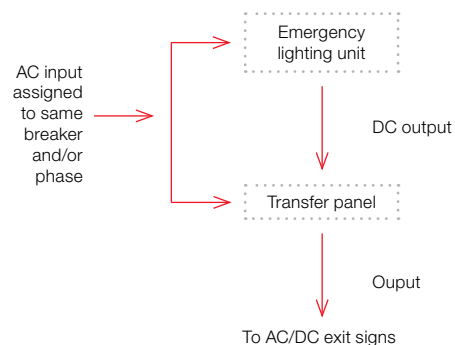 Emergency
lighting unit
AC input
assigned
to same
breaker
and/or
phase
DC output
Transfer panel
Ouput
To AC/DC exit signs